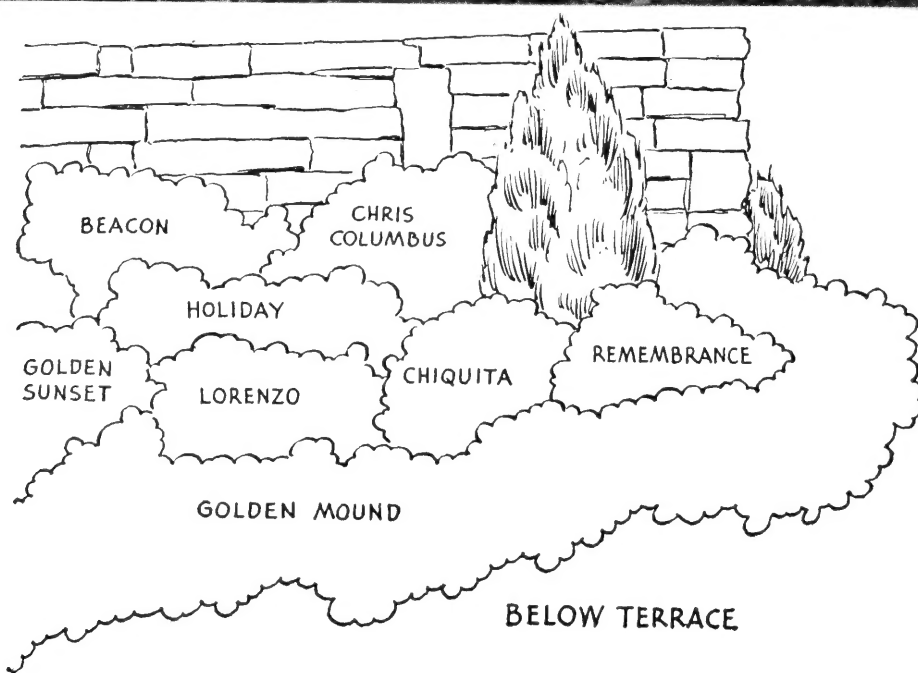 BEACON
CHRIS
COLUMBUS
HOLIDAY
GOLDEN
SUNSET
LORENZO
CHIQUITA
REMEMBRANCE
GOLDEN MOUND
BELOW TERRACE